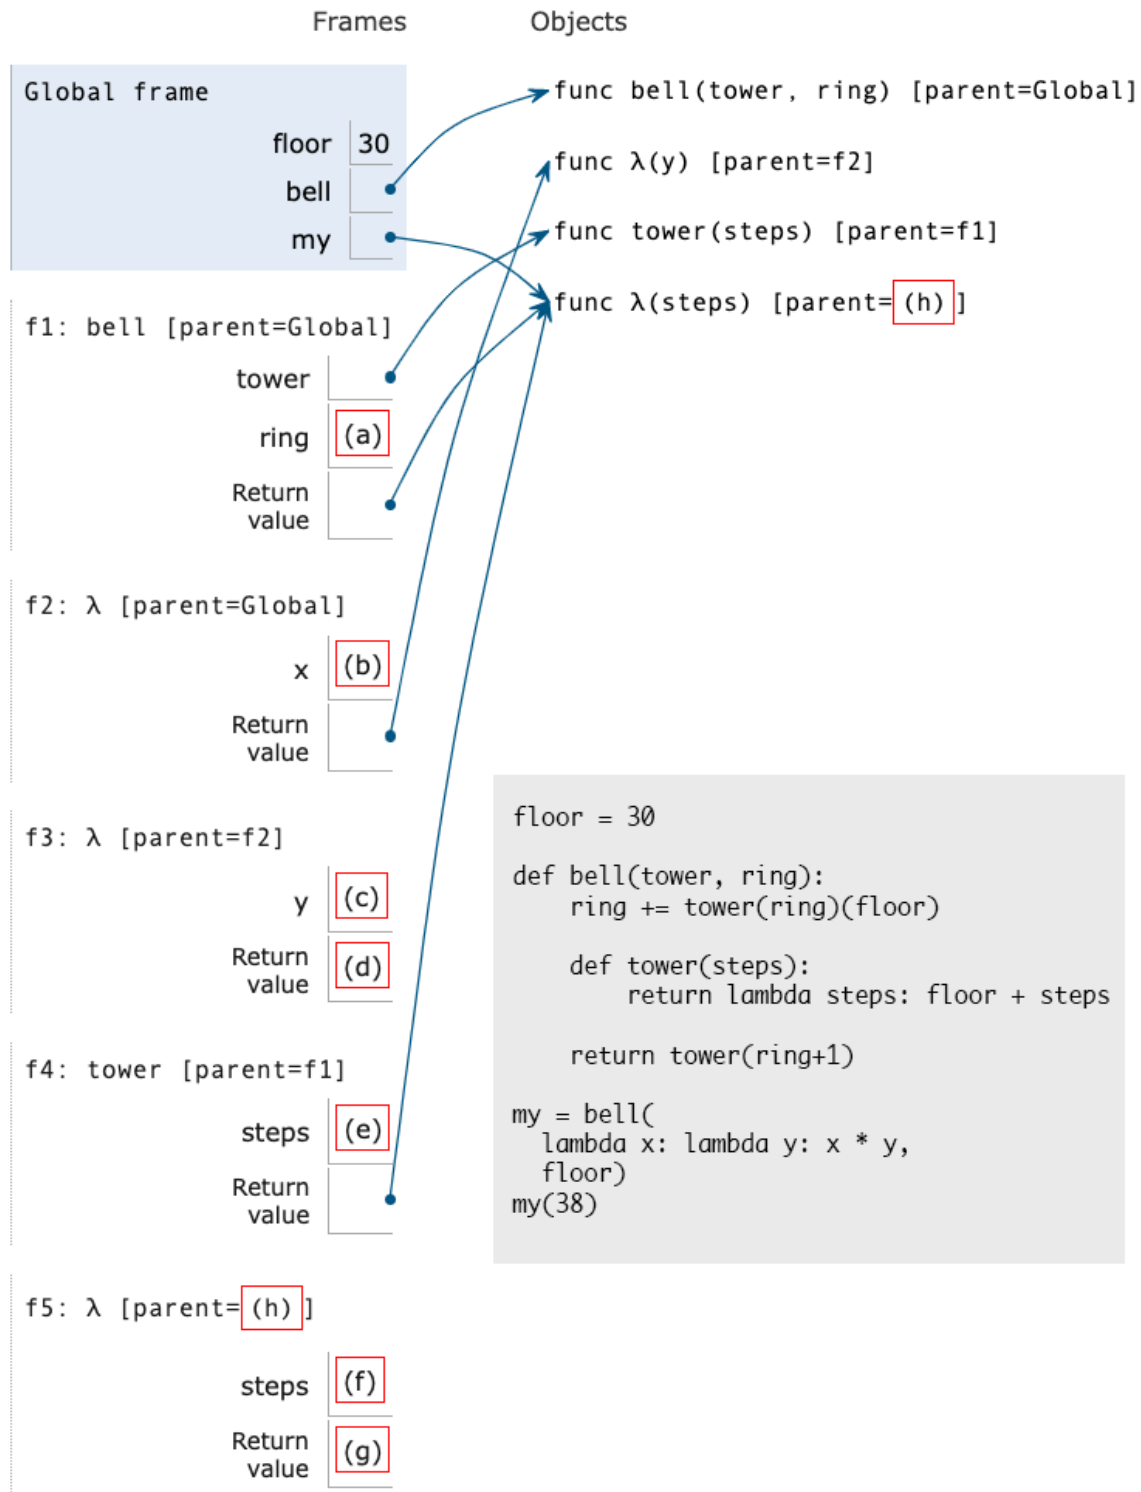 Frames Objects
Global frame
floor 30
bell
my
func bell(tower, ring) [parent=Global]
func λ(y) [parent=f2]
func tower(steps) [parent=f1]
func λ(steps) [parent= (h) ]
f1: bell [parent=Global]
tower
ring (a)
Return
value
f2: λ [parent=Global]
x (b)
Return
value
f3: λ [parent=f2]
y (c)
Return
value (d)
f4: tower [parent=f1]
steps (e)
Return
value
f5: λ [parent= (h) ]
steps (f)
Return
value (g)
floor = 30
def bell(tower, ring):
    ring += tower(ring)(floor)
    def tower(steps):
        return lambda steps: floor + steps
    return tower(ring+1)
my = bell(
  lambda x: lambda y: x * y,
  floor)
my(38)